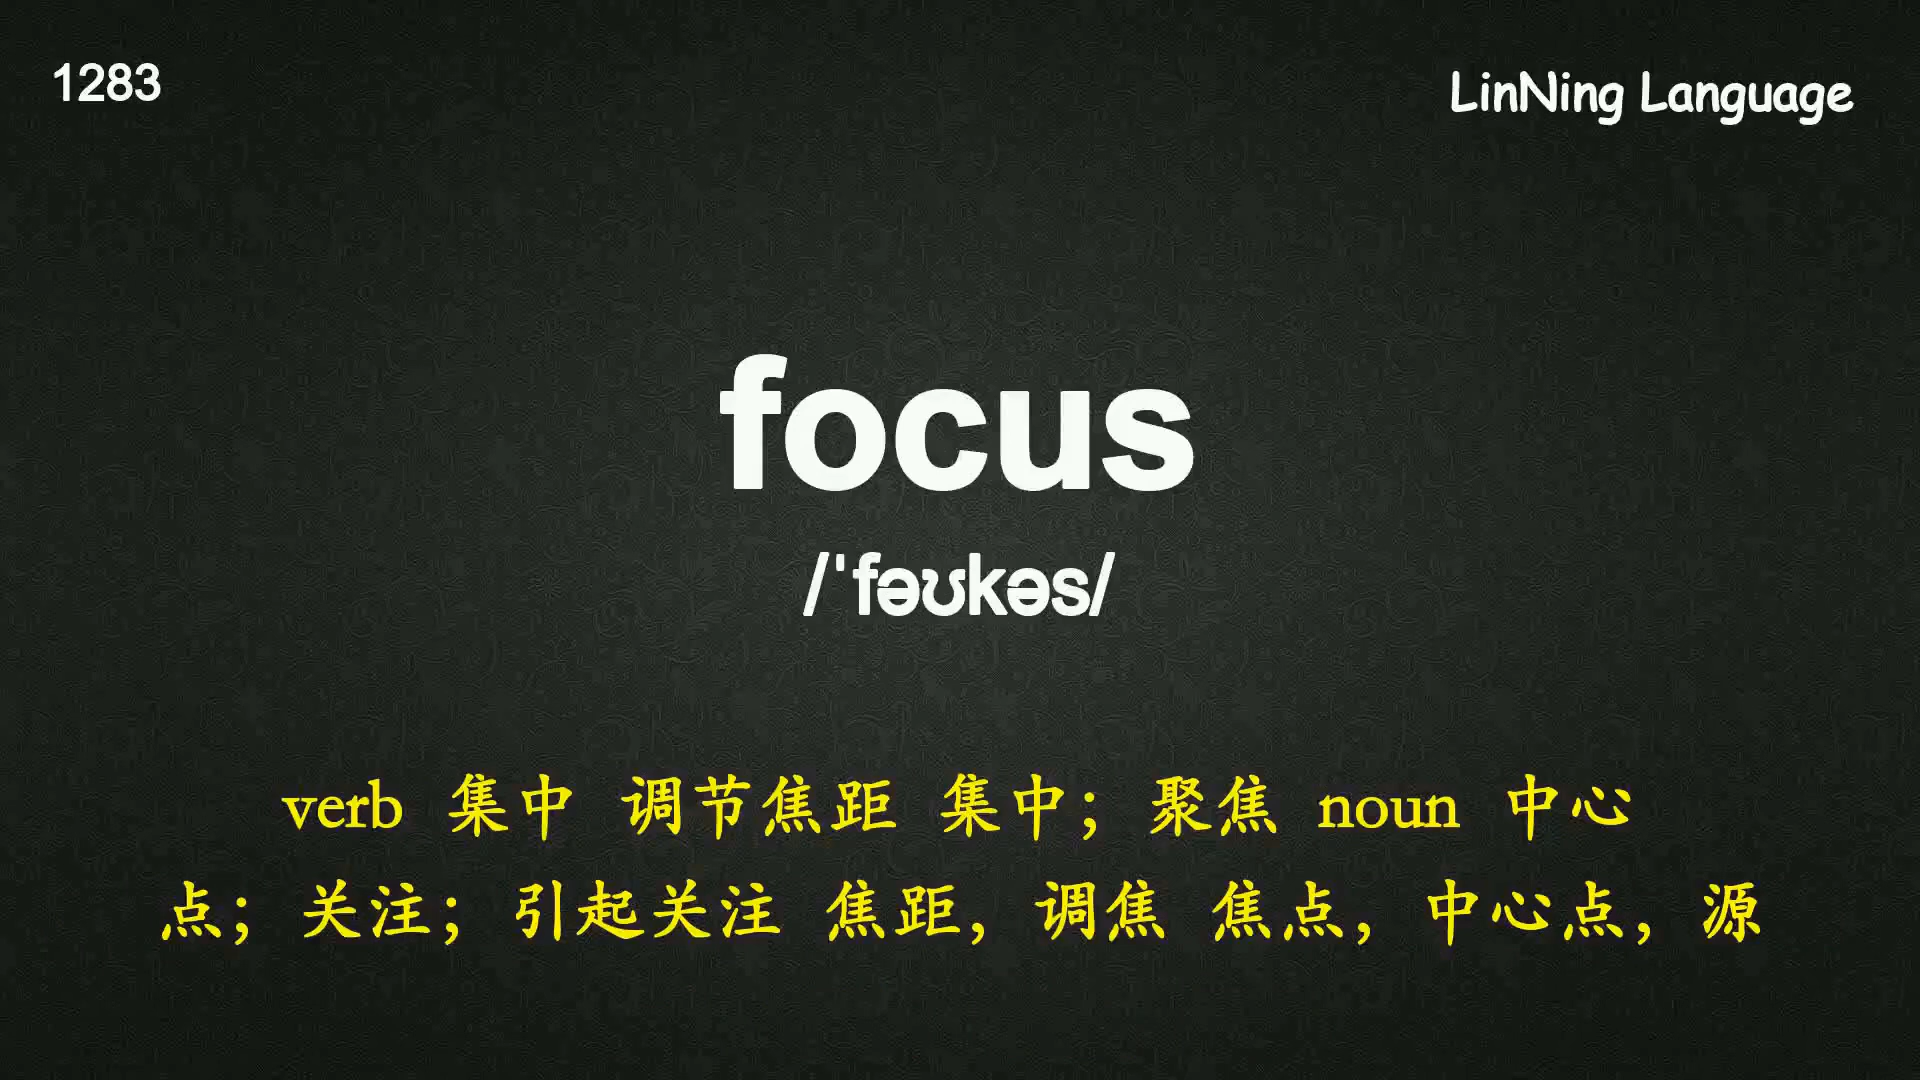 1283
LinNing Language
focus
/ˈfəʊkəs/
verb 集中 调节焦距 集中；聚焦 noun 中心
点；关注；引起关注 焦距，调焦 焦点，中心点，源